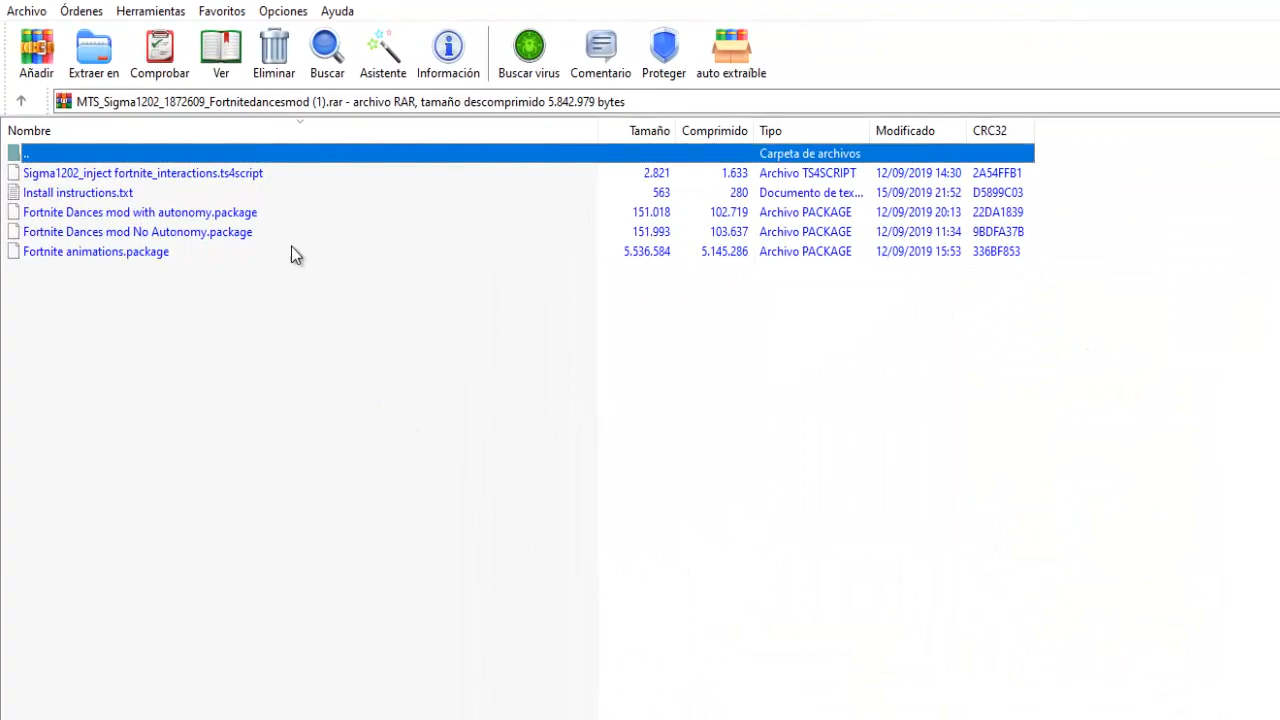 Archivo Órdenes Herramientas Favoritos Opciones Ayuda
Añadir Extraer en Comprobar Ver Eliminar Buscar Asistente Información Buscar virus Comentario Proteger auto extraíble
MTS_Sigma1202_1872609_Fortnitedancesmod (1).rar - archivo RAR, tamaño descomprimido 5.842.979 bytes
Nombre Tamaño Comprimido Tipo Modificado CRC32
.. Carpeta de archivos
Sigma1202_inject fortnite_interactions.ts4script 2.821 1.633 Archivo TS4SCRIPT 12/09/2019 14:30 2A54FFB1
Install instructions.txt 563 280 Documento de tex... 15/09/2019 21:52 D5899C03
Fortnite Dances mod with autonomy.package 151.018 102.719 Archivo PACKAGE 12/09/2019 20:13 22DA1839
Fortnite Dances mod No Autonomy.package 151.993 103.637 Archivo PACKAGE 12/09/2019 11:34 9BDFA37B
Fortnite animations.package 5.536.584 5.145.286 Archivo PACKAGE 12/09/2019 15:53 336BF853